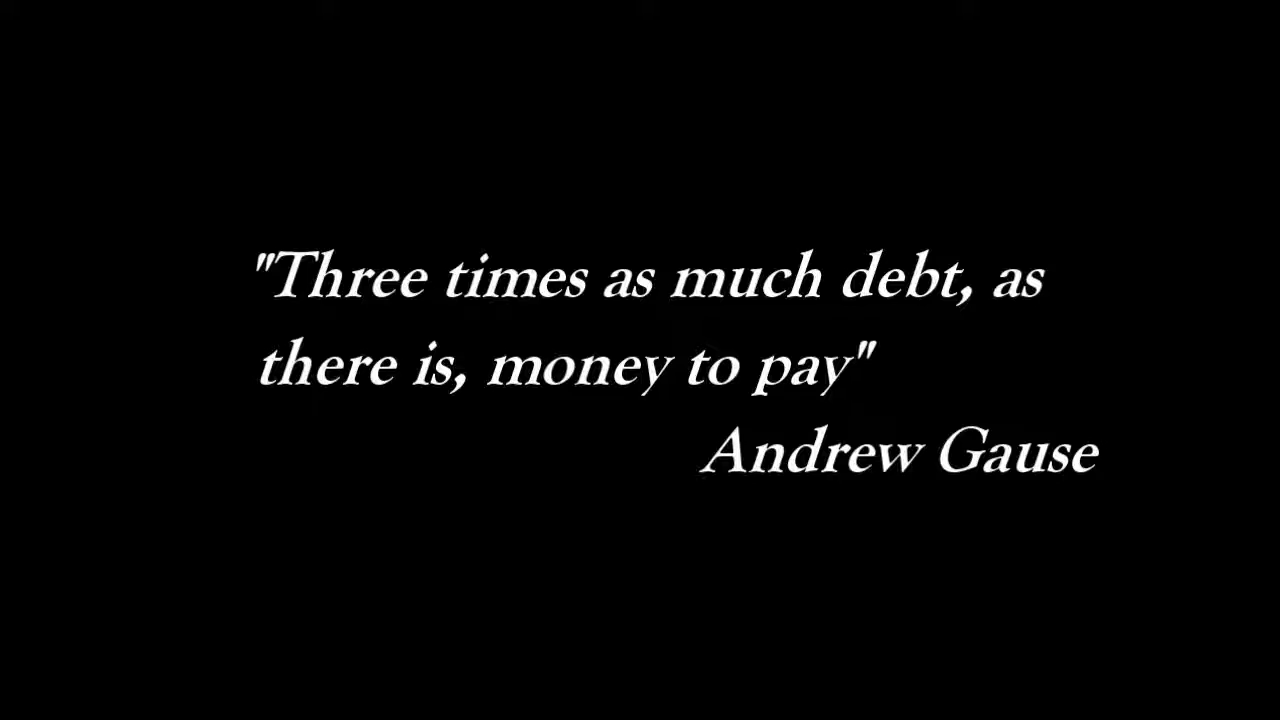 "Three times as much debt, as
there is, money to pay"
Andrew Gause